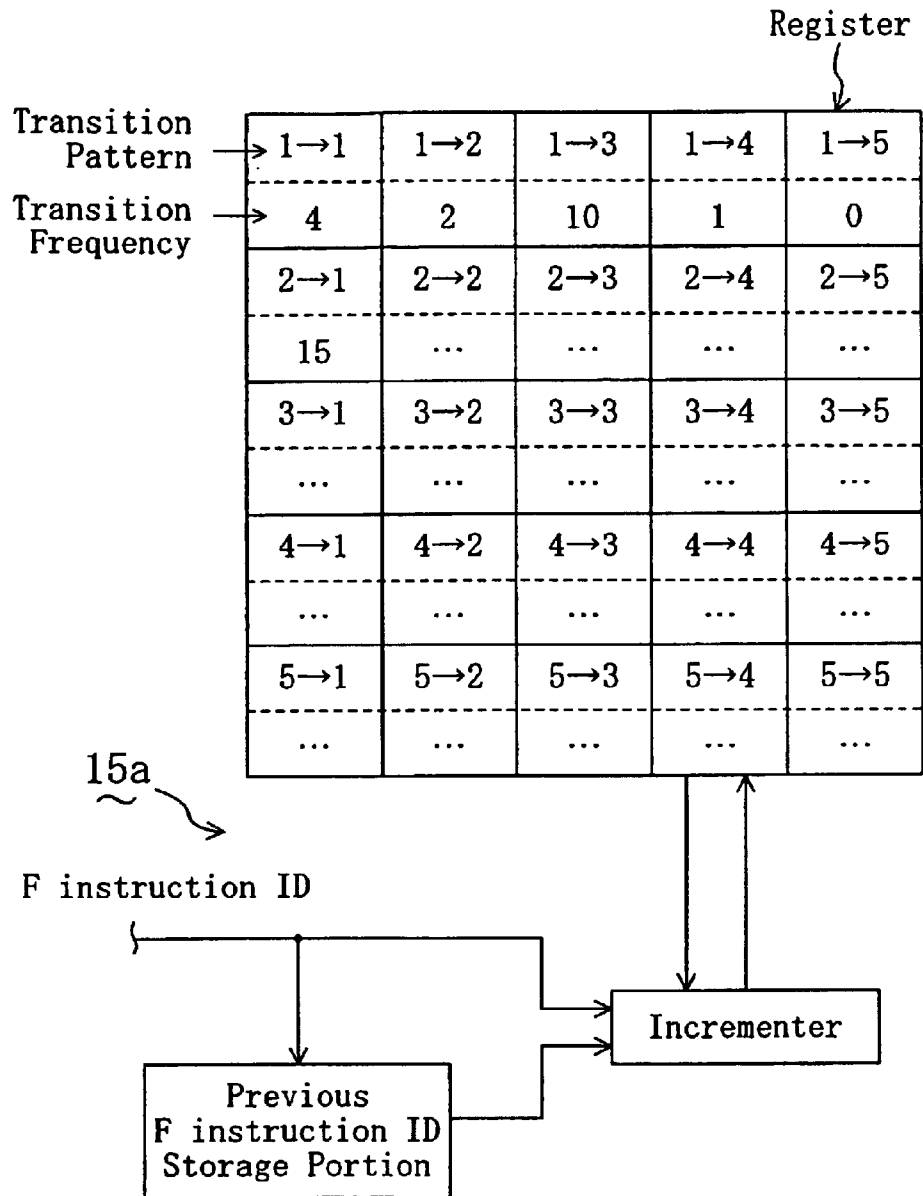 Register
Transition
Pattern
1→1 1→2 1→3 1→4 1→5
Transition
Frequency
4 2 10 1 0
2→1 2→2 2→3 2→4 2→5
15 ... ... ... ...
3→1 3→2 3→3 3→4 3→5
... ... ... ... ...
4→1 4→2 4→3 4→4 4→5
... ... ... ... ...
5→1 5→2 5→3 5→4 5→5
... ... ... ... ...
15a
F instruction ID
Incrementer
Previous
F instruction ID
Storage Portion